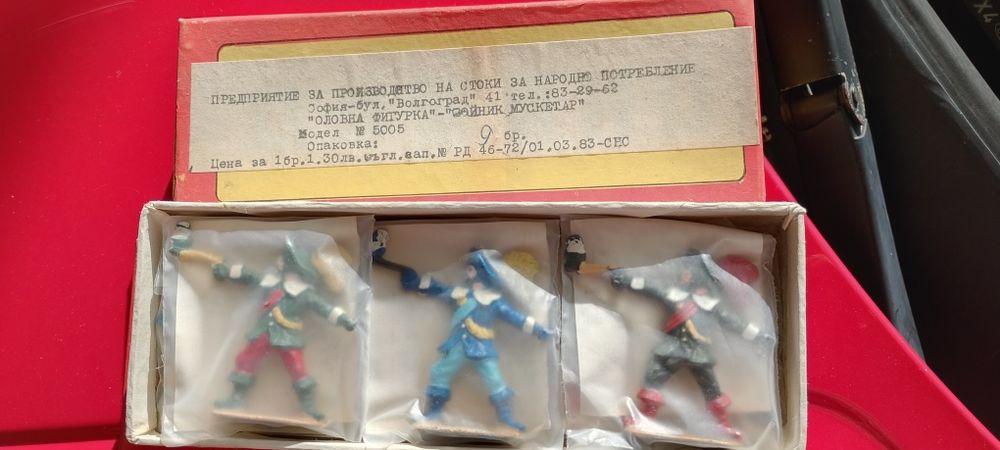 ПРЕДПРИЯТИЕ ЗА ПРОИЗВОДСТВО НА СТОКИ ЗА НАРОДНО ПОТРЕБЛЕНИЕ
София-бул."Волгоград" 41 тел.:83-29-62
"ОЛОВНА ФИГУРКА"-"ВОЙНИК МУСКЕТАР"
Модел № 5005
Опаковка: 9 бр.
Цена за 1бр.1.30лв.съгл.зап.№ РД 46-72/01.03.83-СНС